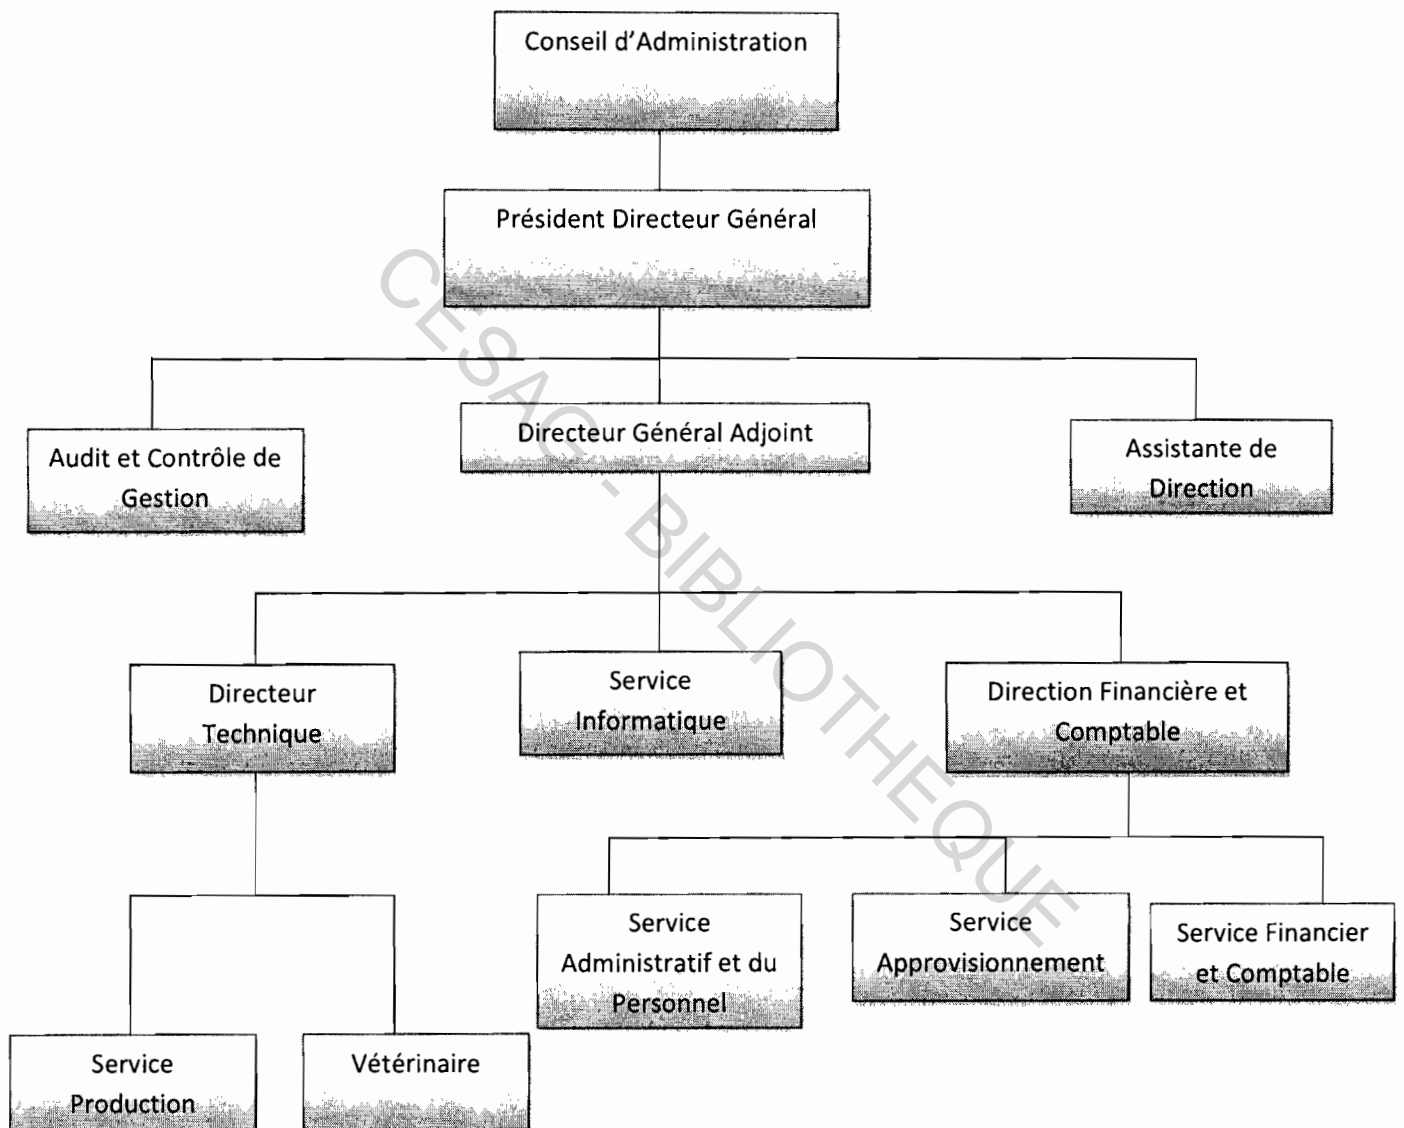 Conseil d'Administration
Président Directeur Général
Audit et Contrôle de
Gestion
Directeur Général Adjoint
Assistante de
Direction
Directeur
Technique
Service
Informatique
Direction Financière et
Comptable
Service
Administratif et du
Personnel
Service
Approvisionnement
Service Financier
et Comptable
Service
Production
Vétérinaire
CESAG - BIBLIOTHEQUE